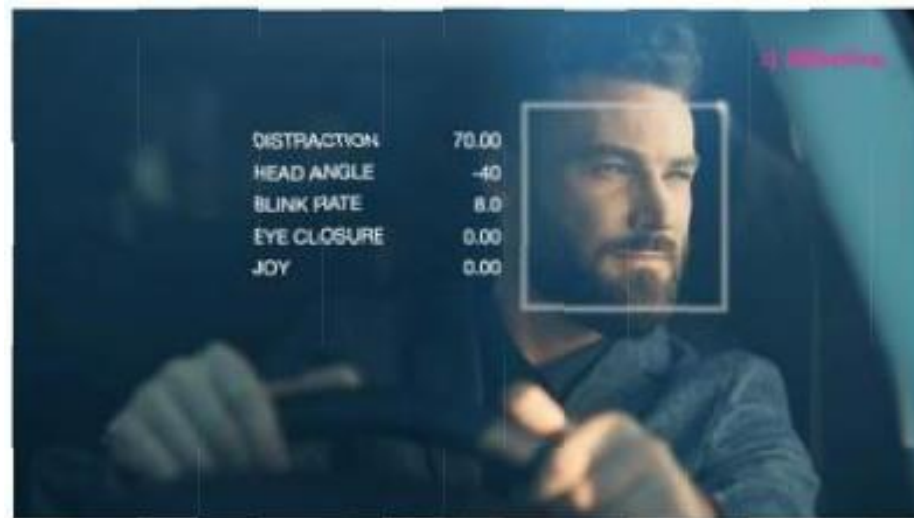 DISTRACTION 70.00
HEAD ANGLE -40
BLINK RATE 8.0
EYE CLOSURE 0.00
JOY 0.00